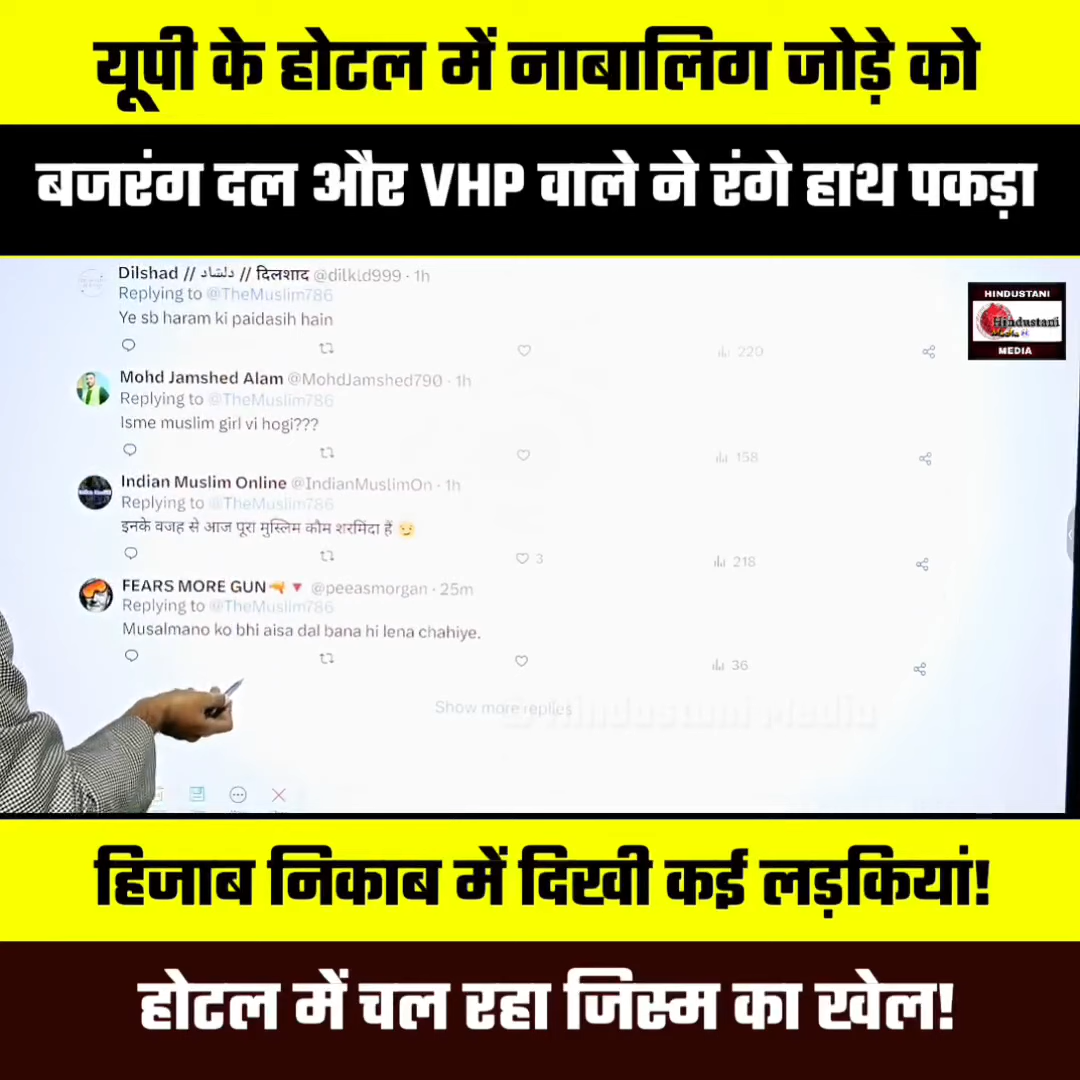 यूपी के होटल में नाबालिग जोड़े को
बजरंग दल और VHP वाले ने रंगे हाथ पकड़ा
Dilshad // دلشاد // दिलशाद @dilkld999 · 1h
Replying to @TheMuslim786
Ye sb haram ki paidasih hain
220
HINDUSTANI
Hindustani
MEDIA
Mohd Jamshed Alam @MohdJamshed790 · 1h
Replying to @TheMuslim786
Isme muslim girl vi hogi???
158
Indian Muslim Online @IndianMuslimOn · 1h
Replying to @TheMuslim786
इनके वजह से आज पूरा मुस्लिम कौम शरमिंदा हैं 😏
3 218
FEARS MORE GUN🔫🔻 @peeasmorgan · 25m
Replying to @TheMuslim786
Musalmano ko bhi aisa dal bana hi lena chahiye.
36
Show more replies
Hindustani Media
हिजाब निकाब में दिखी कई लड़कियां!
होटल में चल रहा जिस्म का खेल!